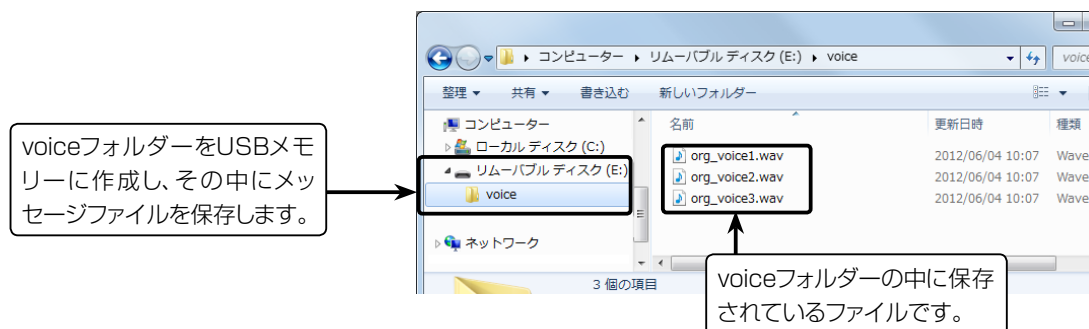 コンピューター ▸ リムーバブル ディスク (E:) ▸ voice
voice
整理 ▼ 共有 ▼ 書き込む 新しいフォルダー
コンピューター
ローカル ディスク (C:)
リムーバブル ディスク (E:)
voice
ネットワーク
名前 更新日時 種類
org_voice1.wav 2012/06/04 10:07 Wave
org_voice2.wav 2012/06/04 10:07 Wave
org_voice3.wav 2012/06/04 10:07 Wave
3 個の項目
voiceフォルダーをUSBメモ
リーに作成し、その中にメッ
セージファイルを保存します。
voiceフォルダーの中に保存
されているファイルです。